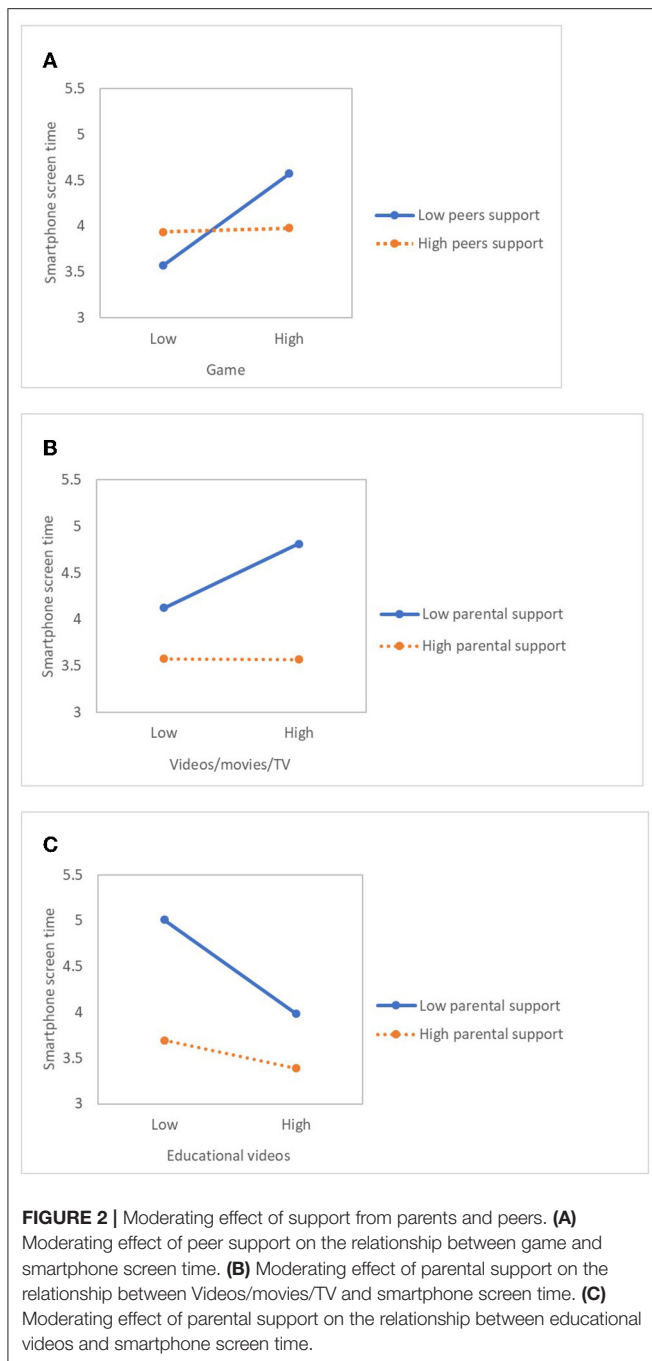 A
5.5
5
4.5
4
3.5
3
Smartphone screen time
Low High
Game
Low peers support
High peers support
B
5.5
5
4.5
4
3.5
3
Smartphone screen time
Low High
Videos/movies/TV
Low parental support
High parental support
C
5.5
5
4.5
4
3.5
3
Smartphone screen time
Low High
Educational videos
Low parental support
High parental support
FIGURE 2 | Moderating effect of support from parents and peers. (A)
Moderating effect of peer support on the relationship between game and
smartphone screen time. (B) Moderating effect of parental support on the
relationship between Videos/movies/TV and smartphone screen time. (C)
Moderating effect of parental support on the relationship between educational
videos and smartphone screen time.